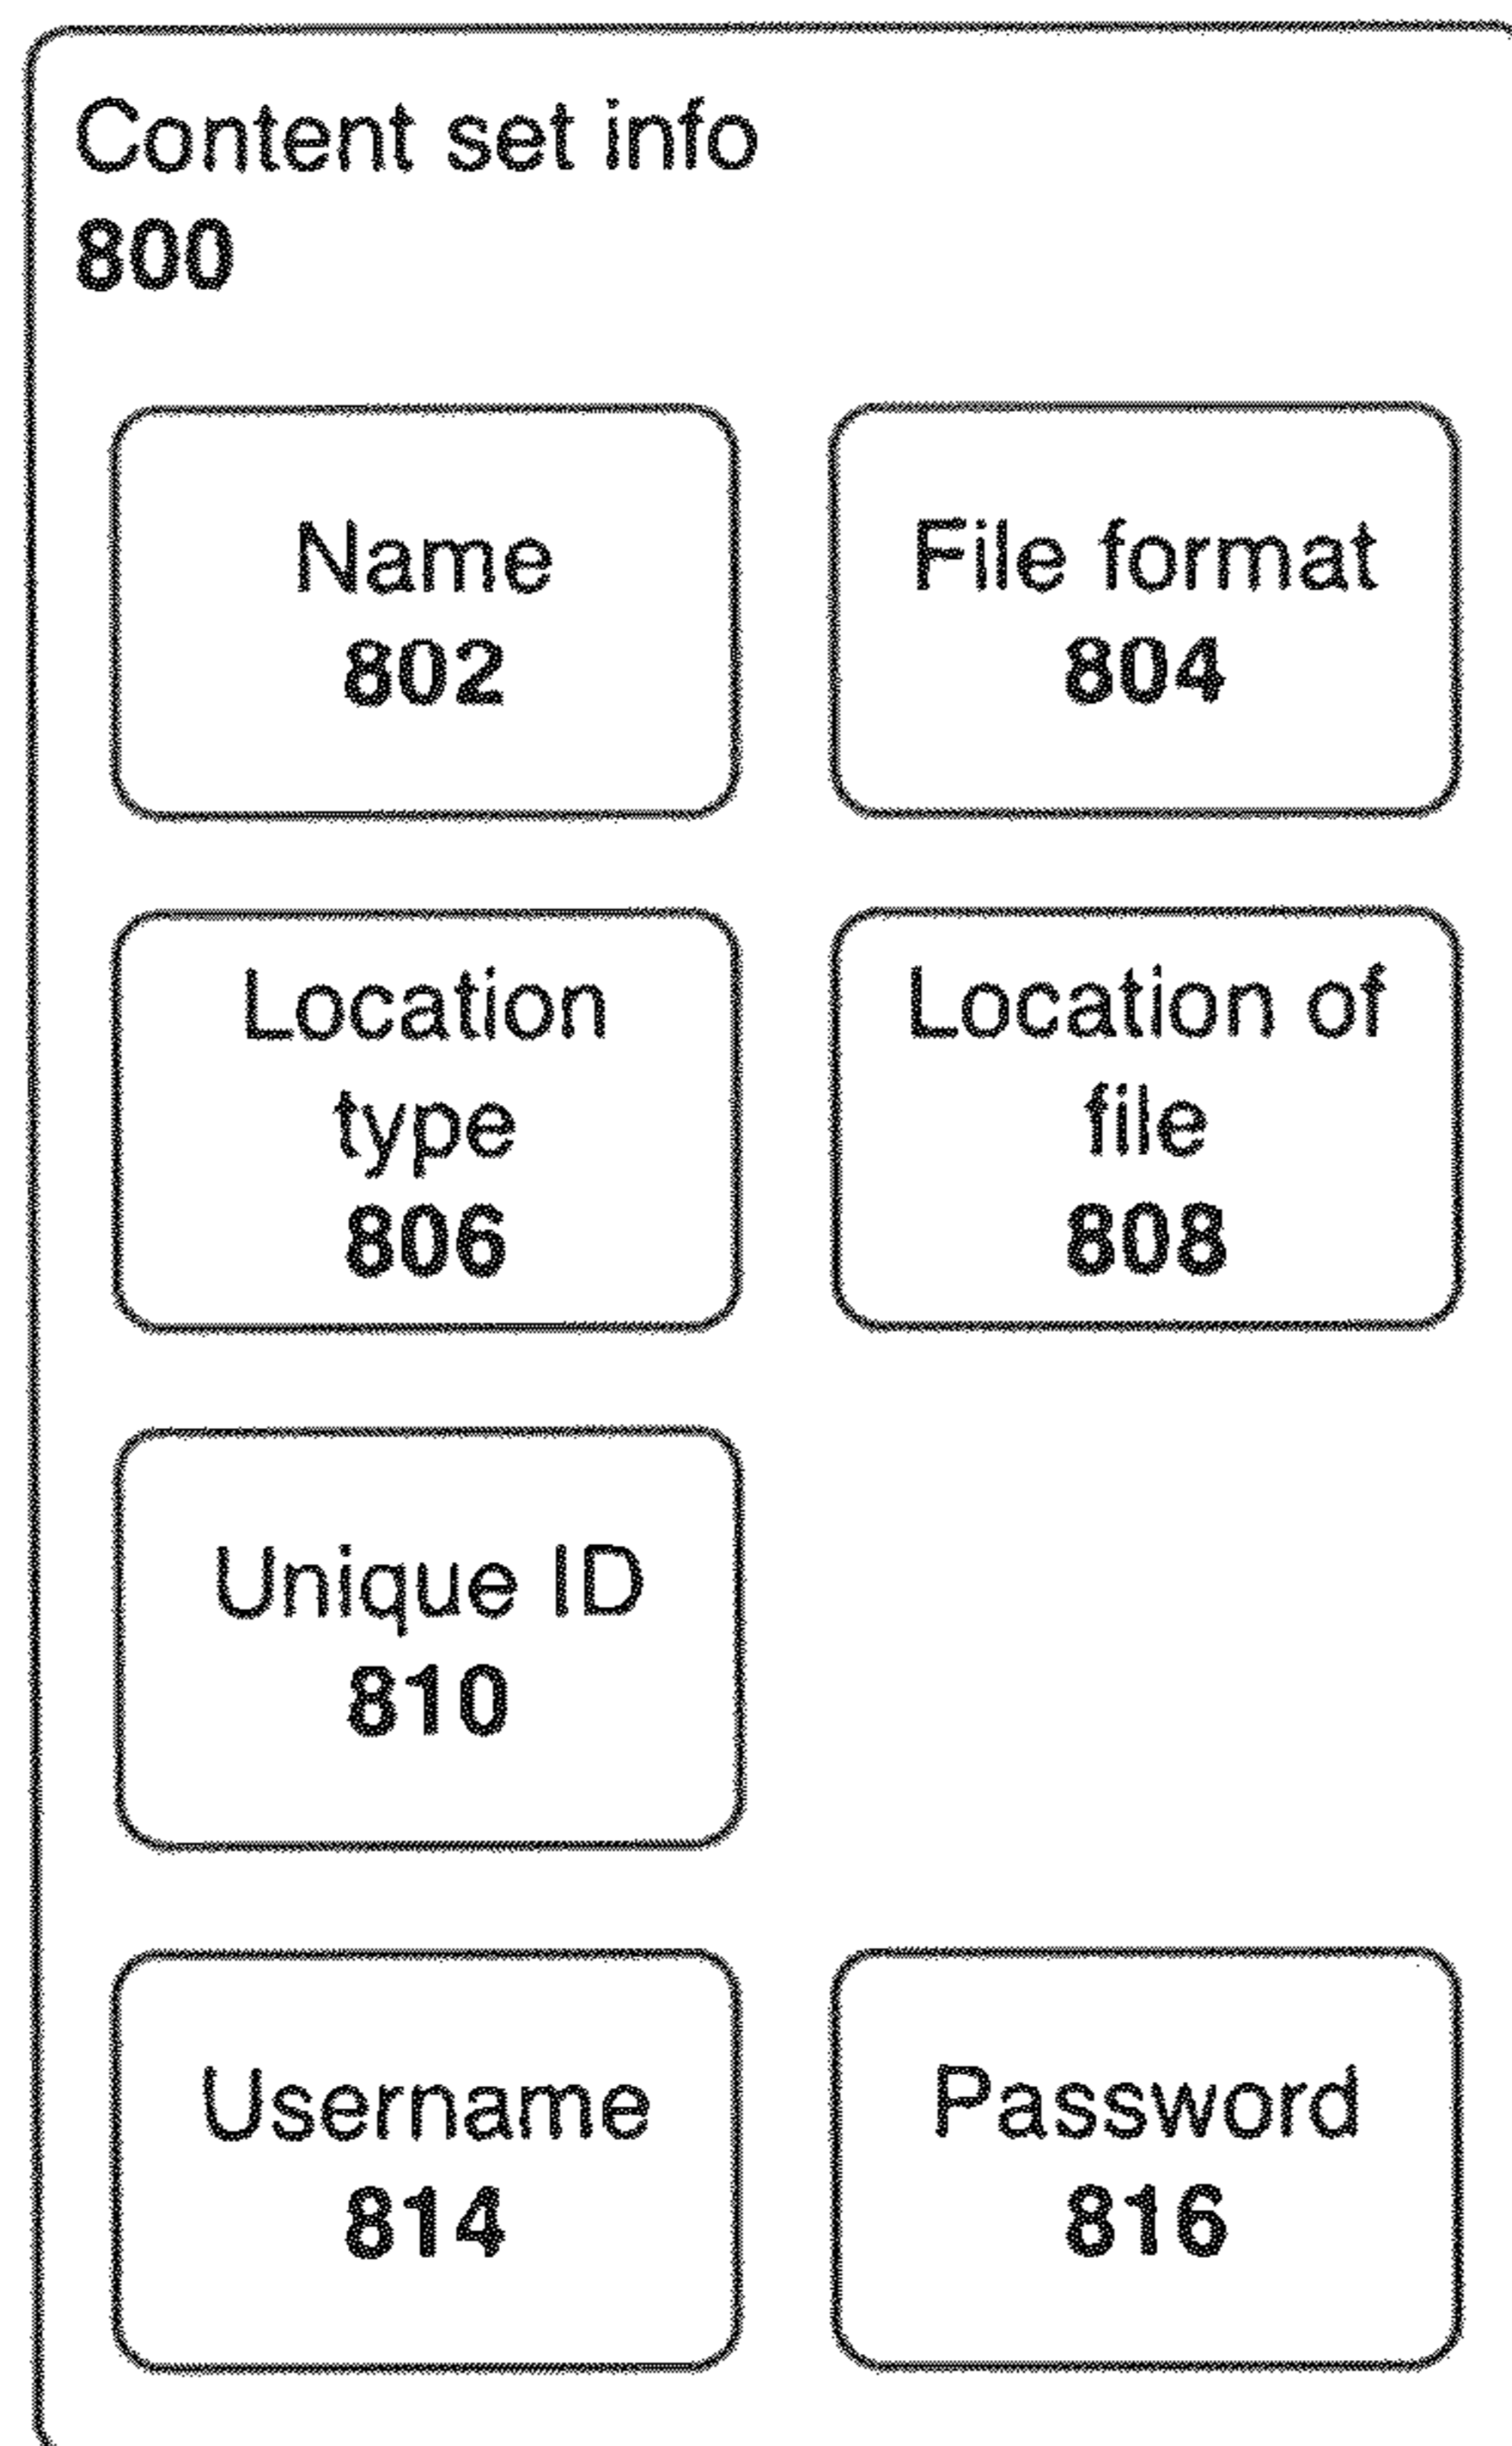 Content set info
800
Name
802
File format
804
Location
type
806
Location of
file
808
Unique ID
810
Username
814
Password
816